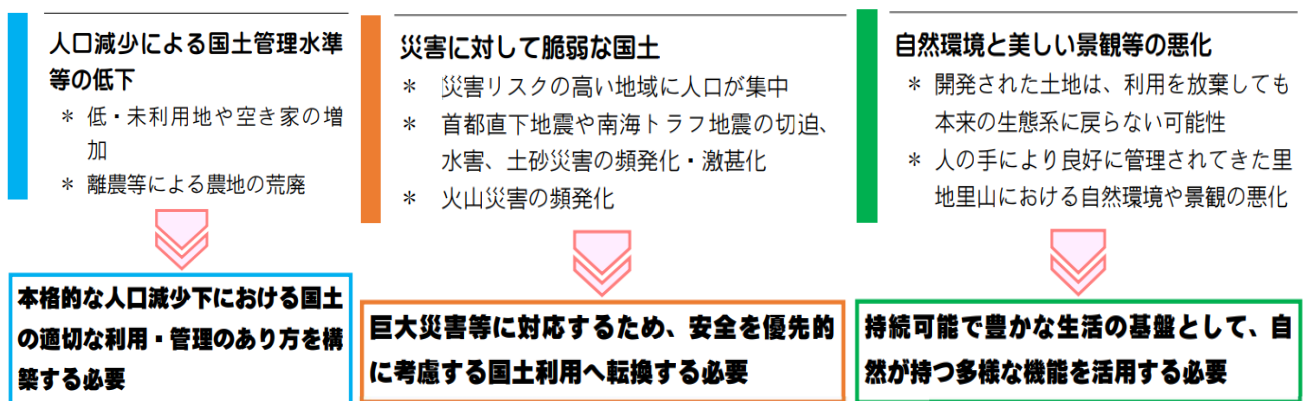 人口減少による国土管理水準
等の低下
＊ 低・未利用地や空き家の増
加
＊ 離農等による農地の荒廃
本格的な人口減少下における国土
の適切な利用・管理のあり方を構
築する必要
災害に対して脆弱な国土
＊ 災害リスクの高い地域に人口が集中
＊ 首都直下地震や南海トラフ地震の切迫、
水害、土砂災害の頻発化・激甚化
＊ 火山災害の頻発化
巨大災害等に対応するため、安全を優先的
に考慮する国土利用へ転換する必要
自然環境と美しい景観等の悪化
＊ 開発された土地は、利用を放棄しても
本来の生態系に戻らない可能性
＊ 人の手により良好に管理されてきた里
地里山における自然環境や景観の悪化
持続可能で豊かな生活の基盤として、自
然が持つ多様な機能を活用する必要